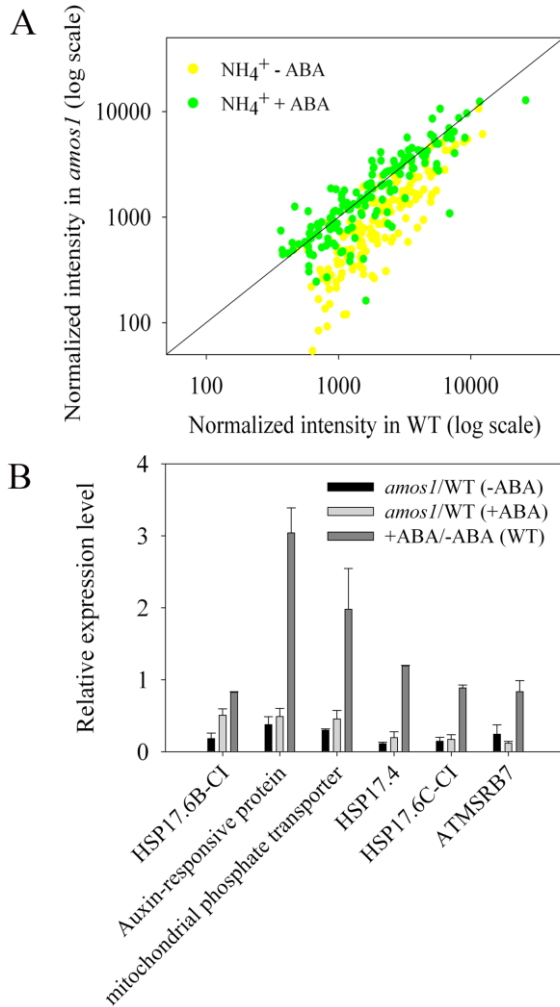 A
Normalized intensity in amos1 (log scale)
NH4+ - ABA
NH4+ + ABA
10000
1000
100
100 1000 10000
Normalized intensity in WT (log scale)
B
Relative expression level
4
3
2
1
0
amos1/WT (-ABA)
amos1/WT (+ABA)
+ABA/-ABA (WT)
HSP17.6B-CI
Auxin-responsive protein
mitochondrial phosphate transporter
HSP17.4
HSP17.6C-CI
ATMSRB7